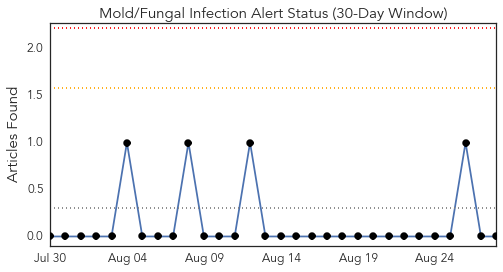 Mold/Fungal Infection Alert Status (30-Day Window)
Articles Found
2.0
1.5
1.0
0.5
0.0
Jul 30 Aug 04 Aug 09 Aug 14 Aug 19 Aug 24